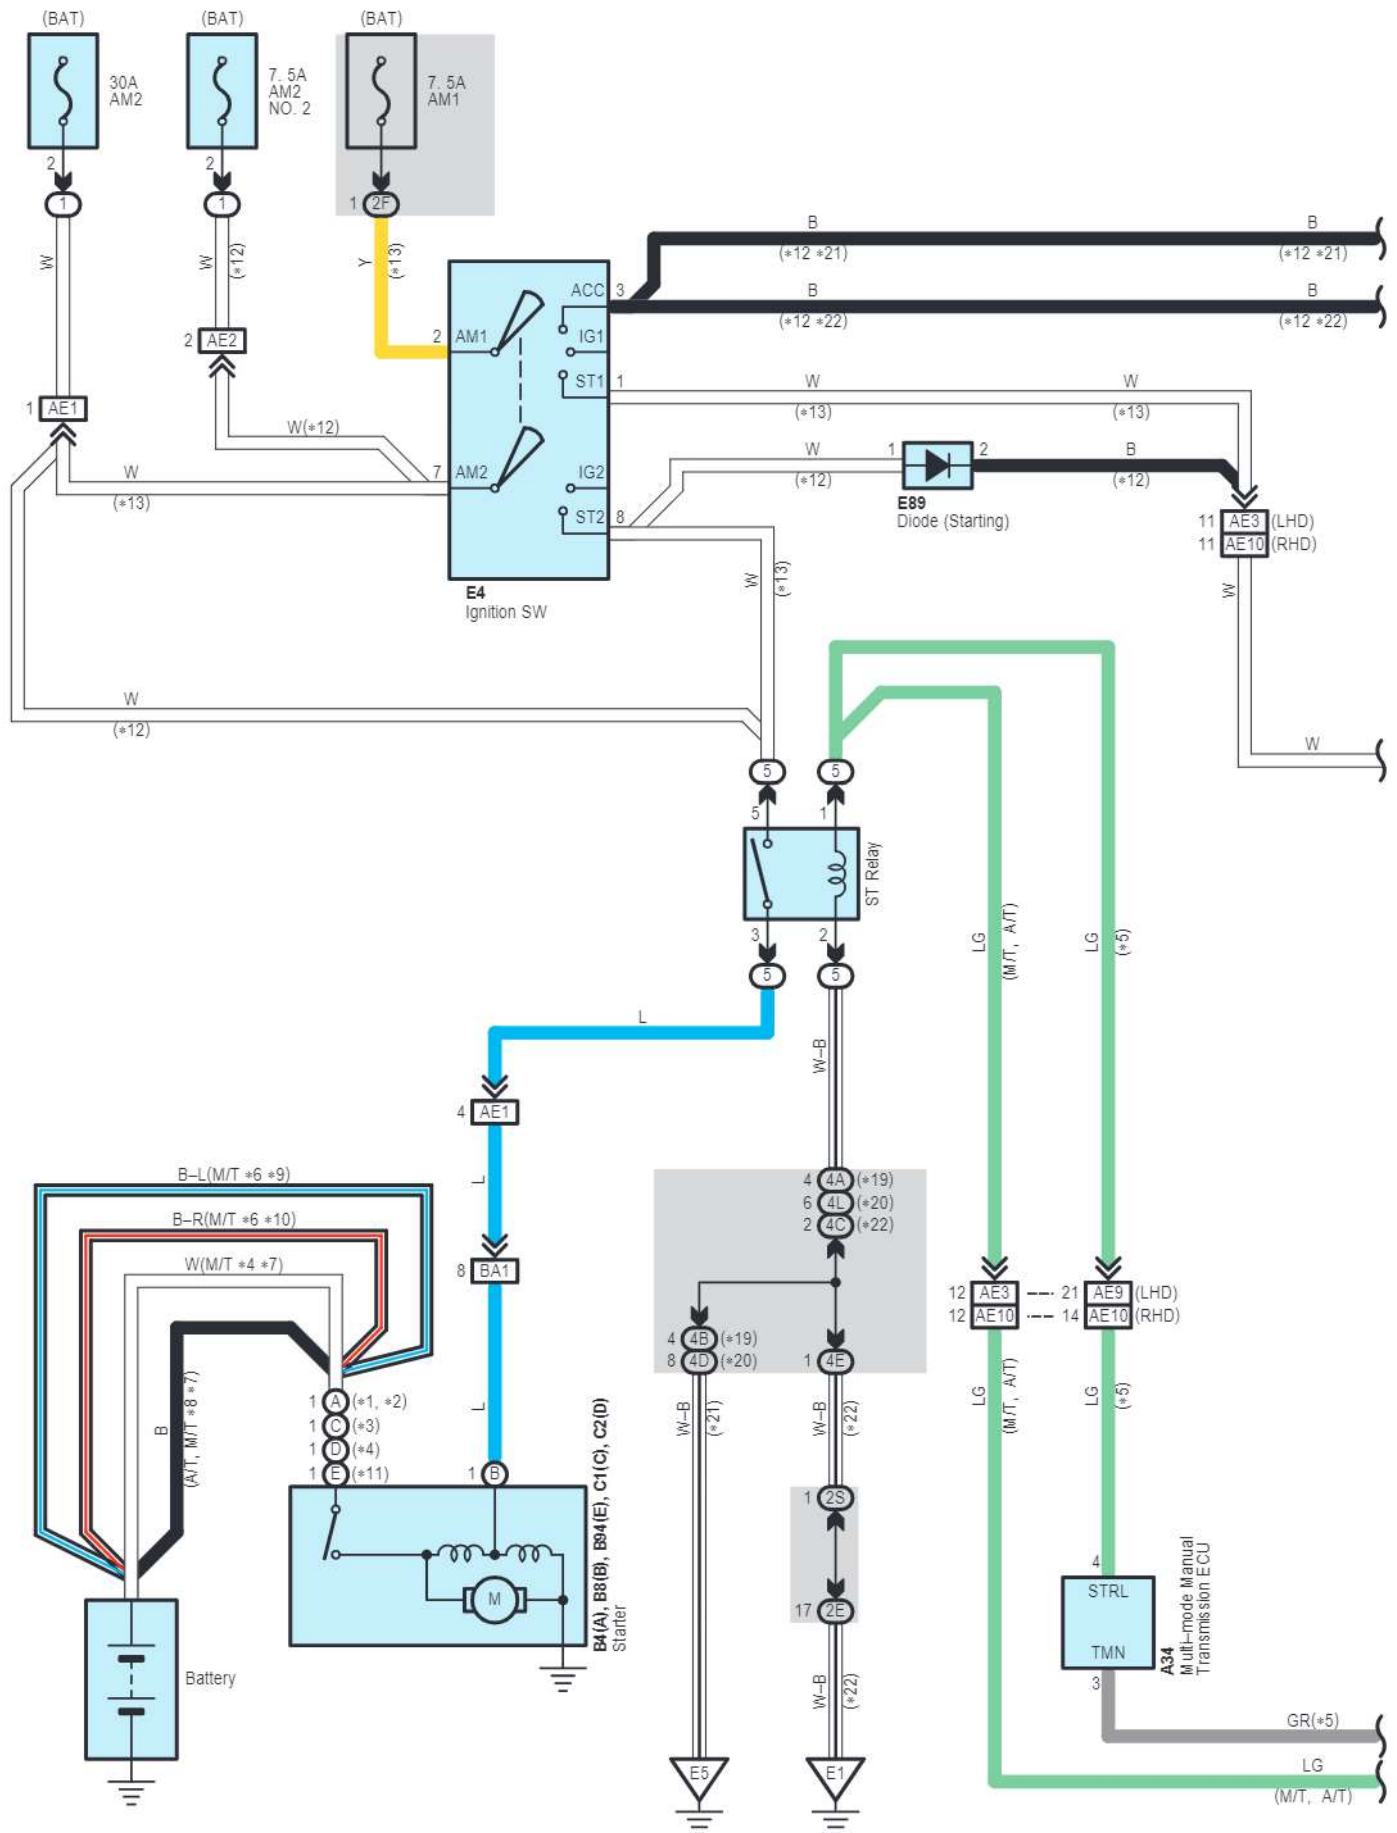 (BAT)
(BAT)
(BAT)
30A
AM2
7. 5A
AM2
NO. 2
7. 5A
AM1
2
2
1
1
1 2F
W
W
(*12)
Y
(*13)
B
B
(*12 *21)
(*12 *21)
ACC 3
B
B
(*12 *22)
(*12 *22)
2 AE2
2 AM1
IG1
ST1 1
W
W
(*13)
(*13)
1 AE1
W(*12)
W
(*13)
7 AM2
IG2
ST2 8
W
(*12)
1
2
B
(*12)
E89
Diode (Starting)
11 AE3 (LHD)
11 AE10 (RHD)
E4
Ignition SW
W
(*13)
W
W
(*12)
W
5
5
5
1
ST Relay
3
2
5
5
LG
(M/T, A/T)
LG
(*5)
L
W–B
4 AE1
B–L(M/T *6 *9)
B–R(M/T *6 *10)
W(M/T *4 *7)
L
8 BA1
4 4A (*19)
6 4L (*20)
2 4C (*22)
12 AE3
21 AE9 (LHD)
12 AE10
14 AE10 (RHD)
4 4B (*19)
8 4D (*20)
1 4E
B
(A/T, M/T *8 *7)
1 A (*1, *2)
1 C (*3)
1 D (*4)
1 E (*11)
L
1 B
W–B
(*21)
W–B
(*22)
LG
(M/T, A/T)
LG
(*5)
1 2S
17 2E
M
B4(A), B8(B), B94(E), C1(C), C2(D)
Starter
Battery
4
STRL
TMN
3
A34
Multi–mode Manual
Transmission ECU
W–B
(*22)
GR(*5)
LG
(M/T, A/T)
E5
E1